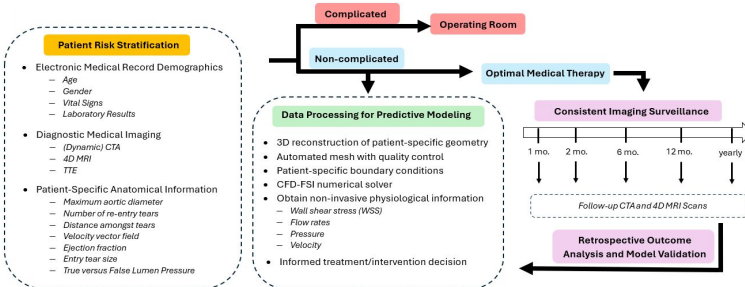 Patient Risk Stratification
• Electronic Medical Record Demographics
– Age
– Gender
– Vital Signs
– Laboratory Results
• Diagnostic Medical Imaging
– (Dynamic) CTA
– 4D MRI
– TTE
• Patient-Specific Anatomical Information
– Maximum aortic diameter
– Number of re-entry tears
– Distance amongst tears
– Velocity vector field
– Ejection fraction
– Entry tear size
– True versus False Lumen Pressure
Complicated
Operating Room
Non-complicated
Optimal Medical Therapy
Data Processing for Predictive Modeling
• 3D reconstruction of patient-specific geometry
• Automated mesh with quality control
• Patient-specific boundary conditions
• CFD-FSI numerical solver
• Obtain non-invasive physiological information
– Wall shear stress (WSS)
– Flow rates
– Pressure
– Velocity
• Informed treatment/intervention decision
Consistent Imaging Surveillance
1 mo. 2 mo. 6 mo. 12 mo. yearly
Follow-up CTA and 4D MRI Scans
Retrospective Outcome
Analysis and Model Validation